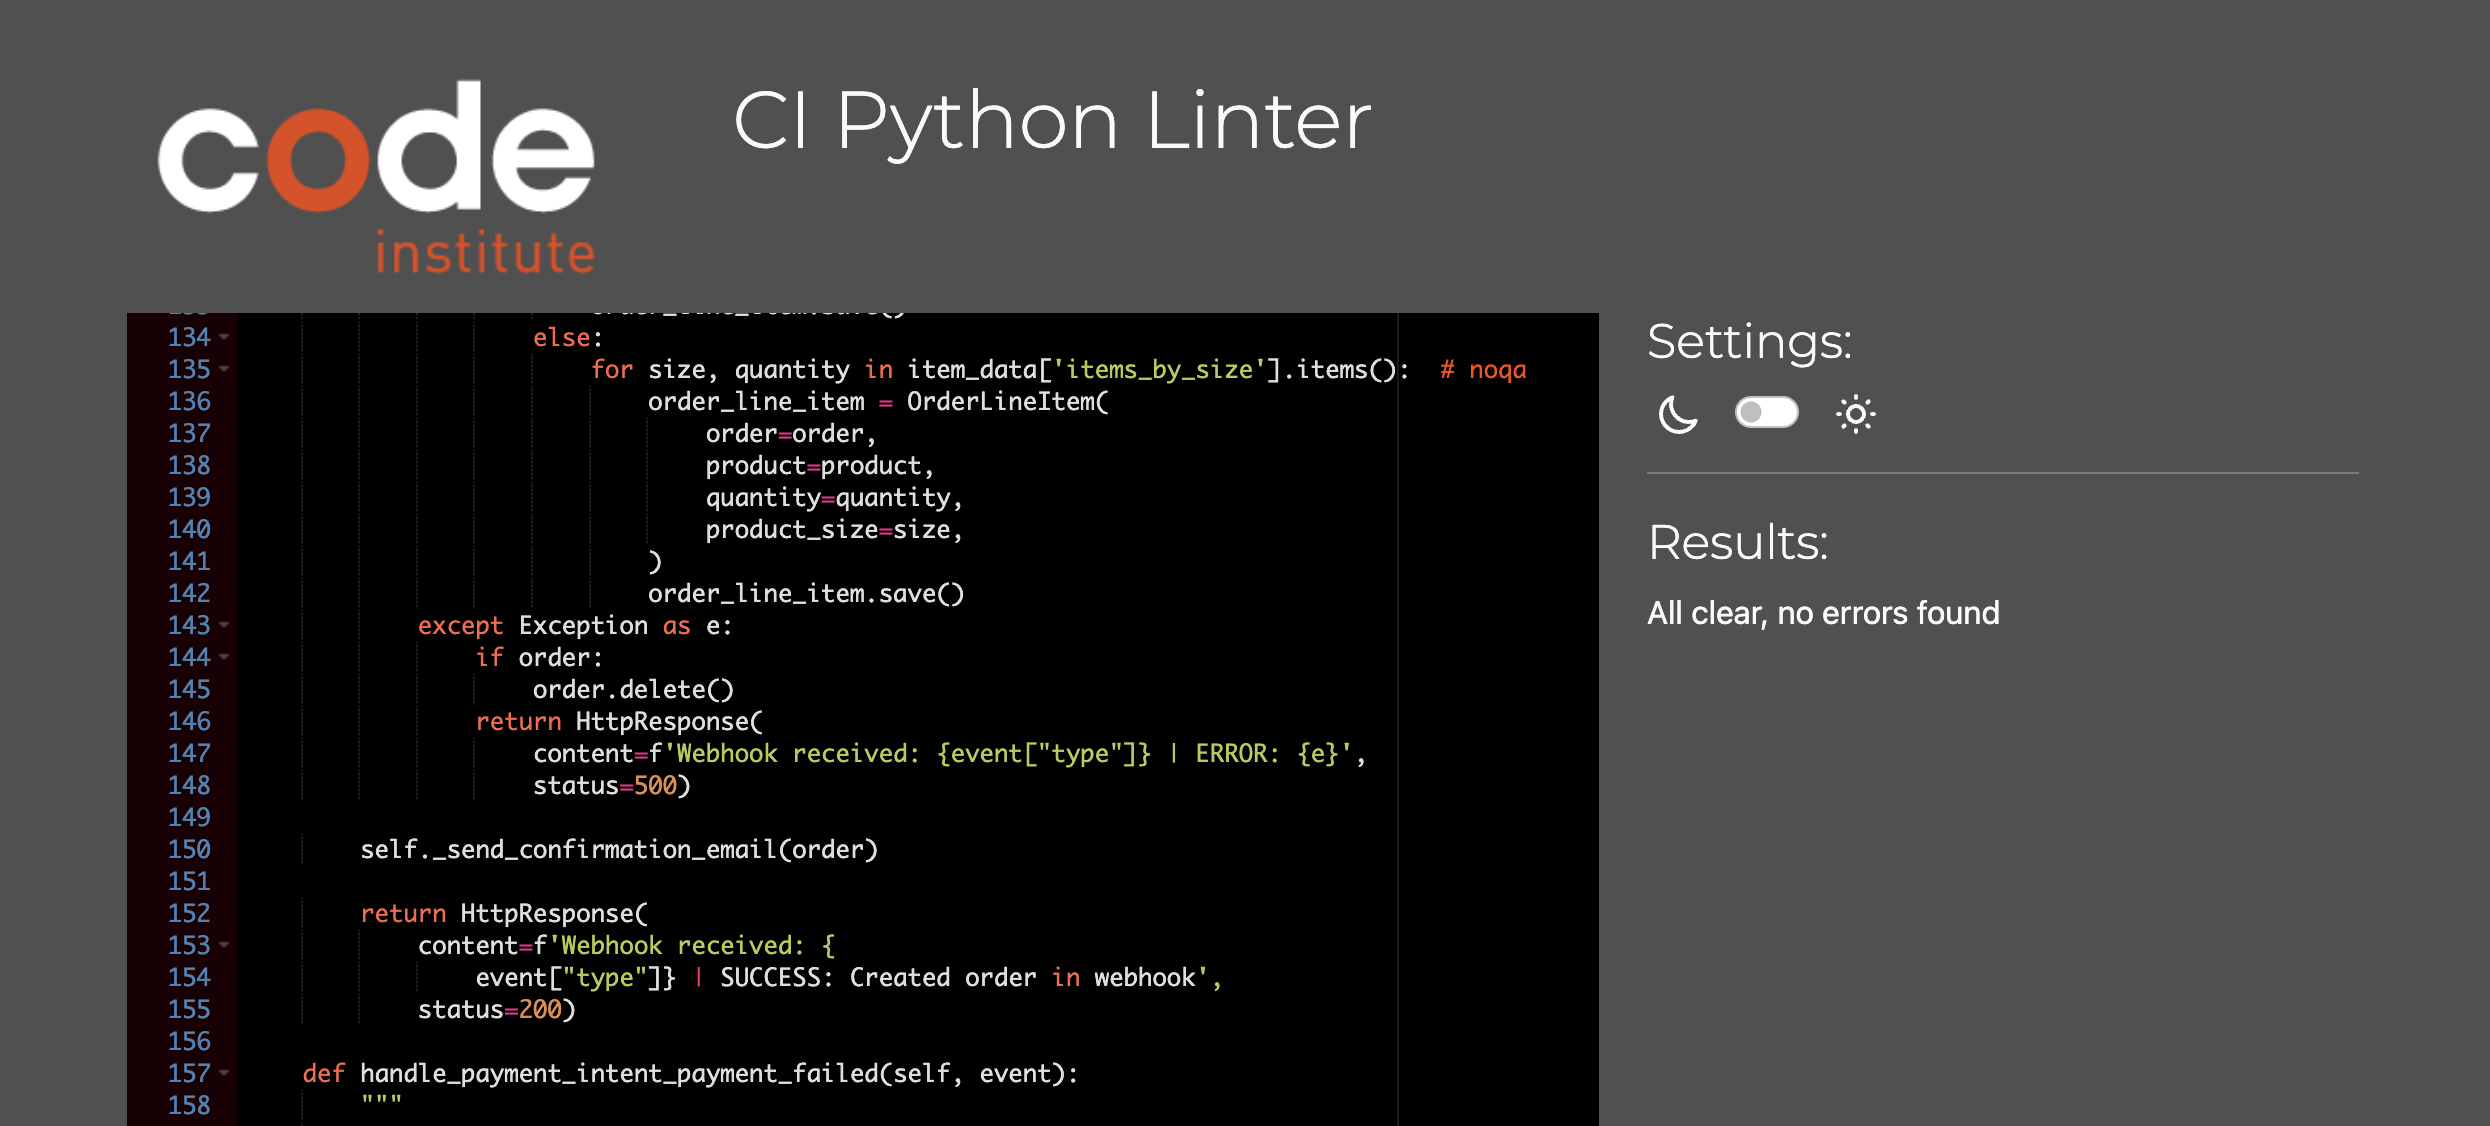 code
institute
CI Python Linter
134 else:
135 for size, quantity in item_data['items_by_size'].items():  # noqa
136 order_line_item = OrderLineItem(
137 order=order,
138 product=product,
139 quantity=quantity,
140 product_size=size,
141 )
142 order_line_item.save()
143 except Exception as e:
144 if order:
145 order.delete()
146 return HttpResponse(
147 content=f'Webhook received: {event["type"]} | ERROR: {e}',
148 status=500)
149
150 self._send_confirmation_email(order)
151
152 return HttpResponse(
153 content=f'Webhook received: {
154 event["type"]} | SUCCESS: Created order in webhook',
155 status=200)
156
157 def handle_payment_intent_payment_failed(self, event):
158 """
Settings:
Results:
All clear, no errors found